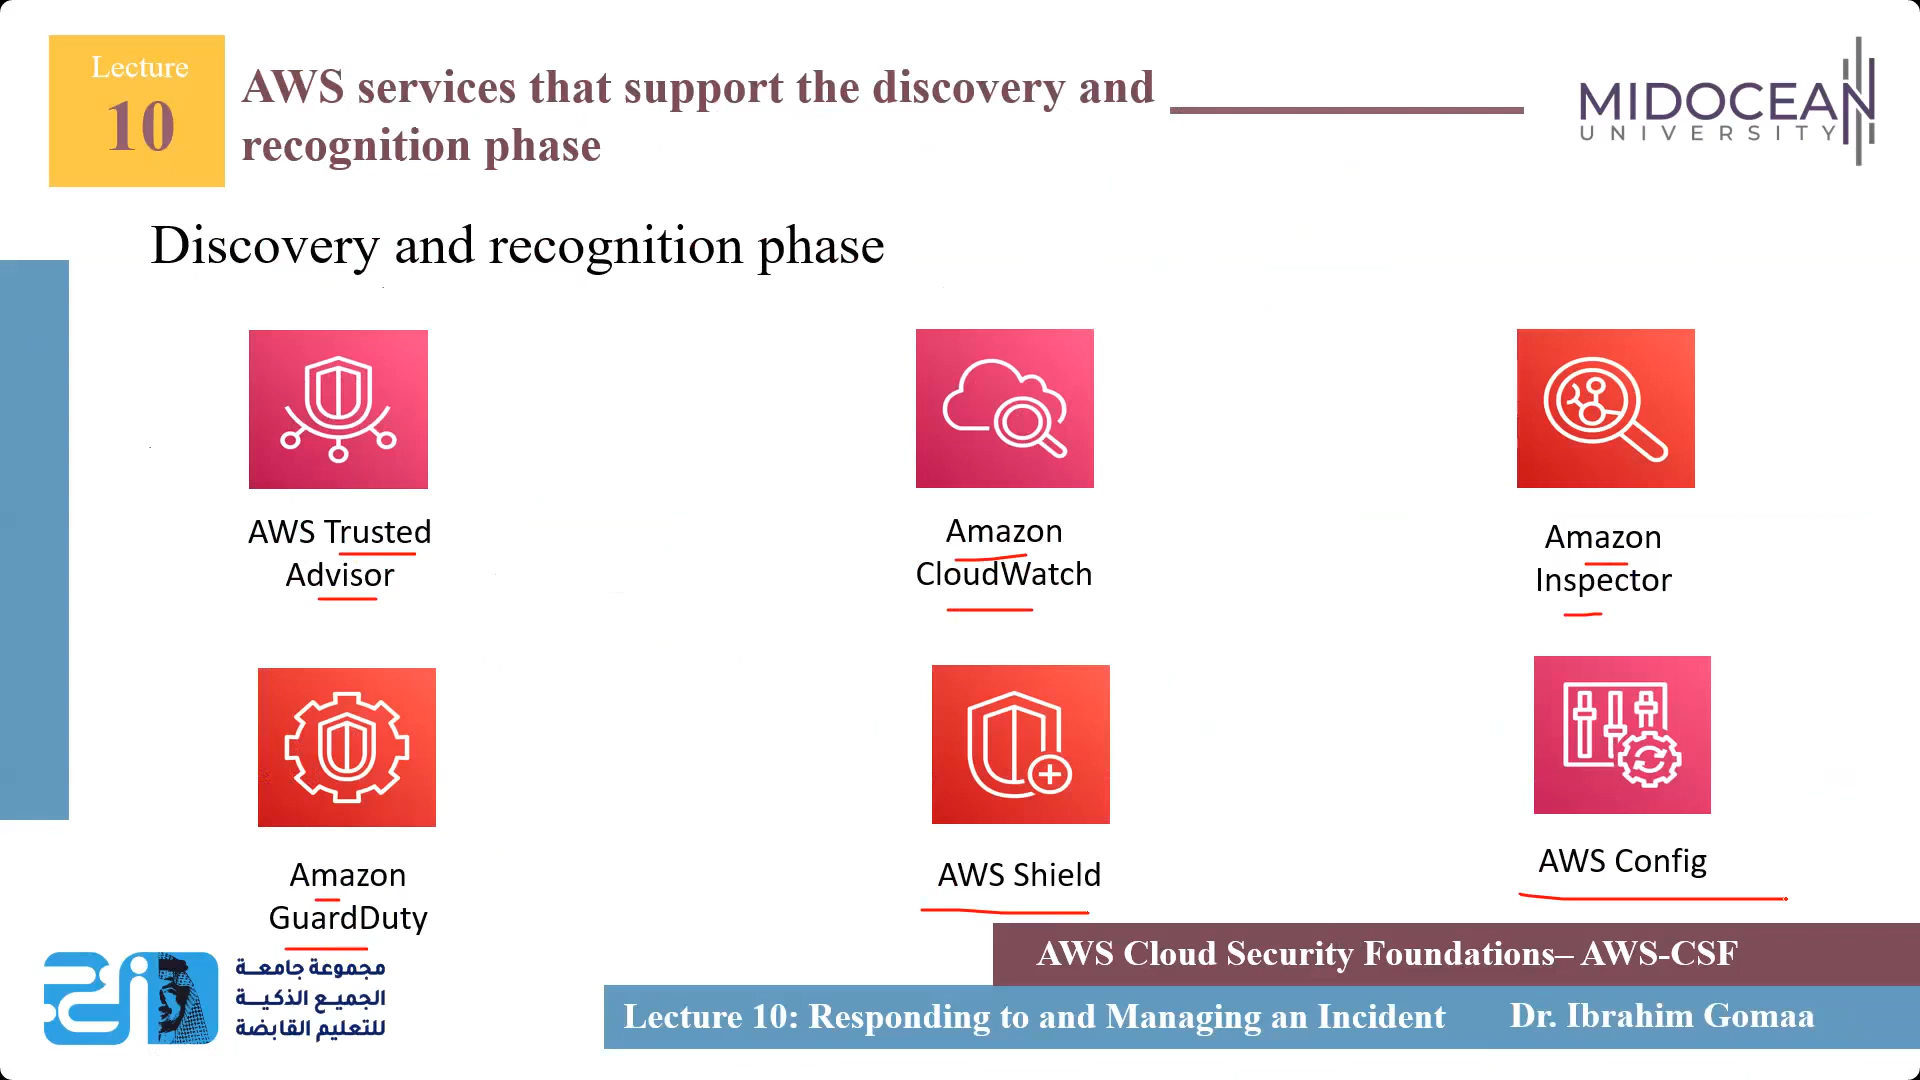 Lecture
10
AWS services that support the discovery and
recognition phase
MIDOCEAN
UNIVERSITY
Discovery and recognition phase
AWS Trusted
Advisor
Amazon
CloudWatch
Amazon
Inspector
Amazon
GuardDuty
AWS Shield
AWS Config
مجموعة جامعة
الجميع الذكية
للتعليم القابضة
AWS Cloud Security Foundations– AWS-CSF
Lecture 10: Responding to and Managing an Incident Dr. Ibrahim Gomaa